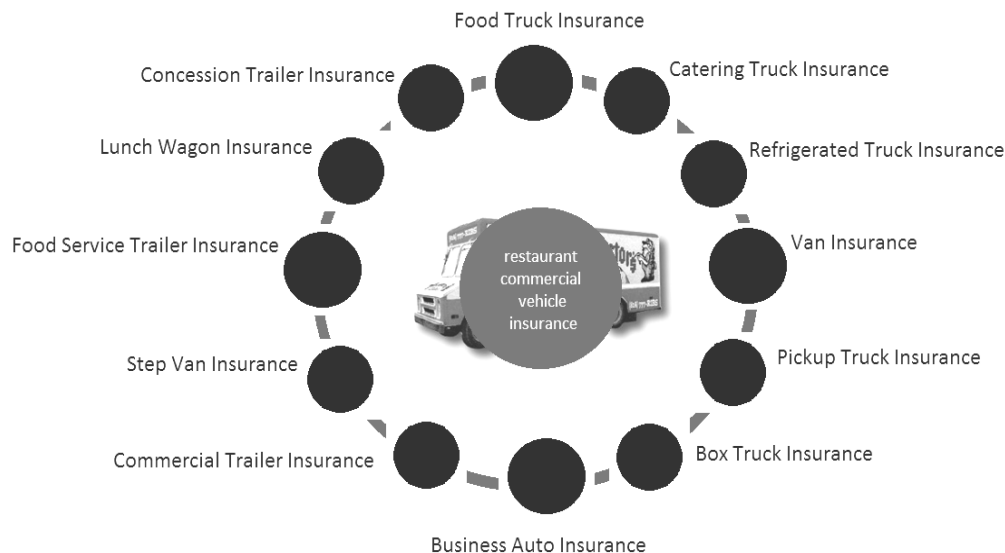 Food Truck Insurance
Concession Trailer Insurance
Catering Truck Insurance
Lunch Wagon Insurance
Refrigerated Truck Insurance
Food Service Trailer Insurance
Van Insurance
restaurant
commercial
vehicle
insurance
Step Van Insurance
Pickup Truck Insurance
Commercial Trailer Insurance
Box Truck Insurance
Business Auto Insurance